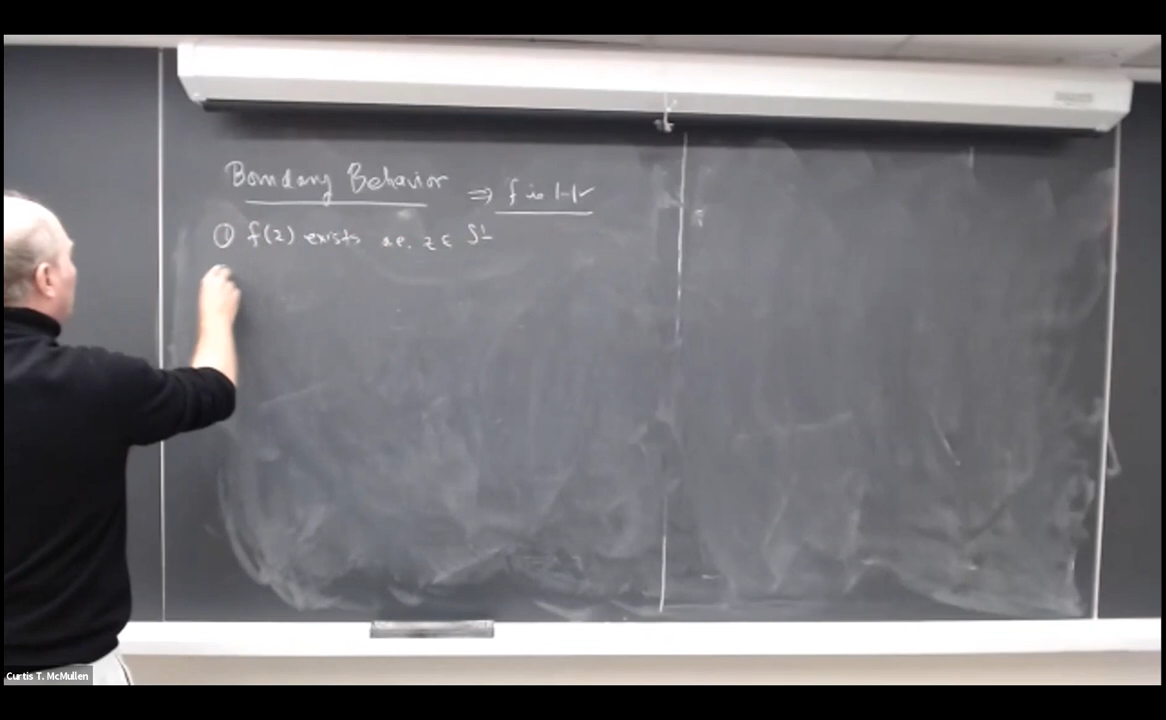 Boundary Behavior ⇒ f is 1-1
① f(z) exists a.e. z ∈ S¹
Curtis T. McMullen